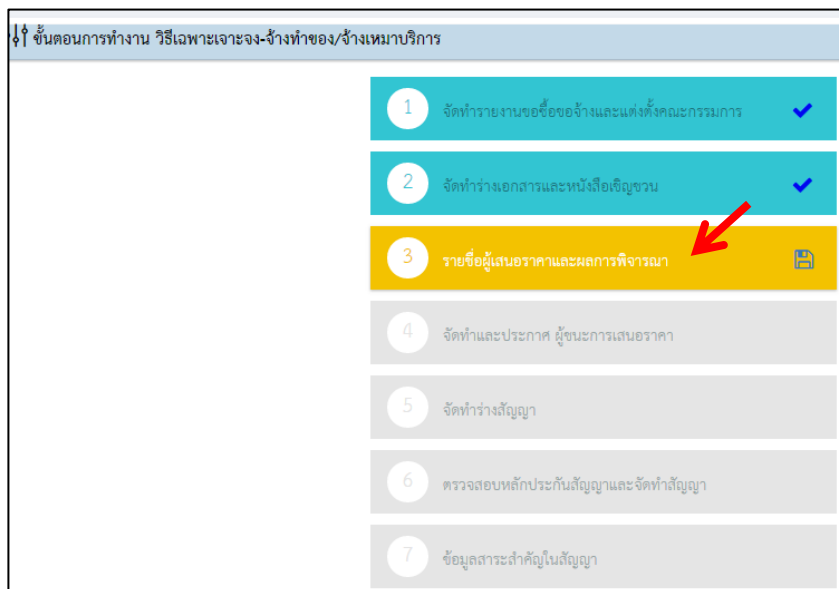 ขั้นตอนการทำงาน วิธีเฉพาะเจาะจง-จ้างทำของ/จ้างเหมาบริการ
1 จัดทำรายงานขอซื้อขอจ้างและแต่งตั้งคณะกรรมการ
2 จัดทำร่างเอกสารและหนังสือเชิญชวน
3 รายชื่อผู้เสนอราคาและผลการพิจารณา
4 จัดทำและประกาศ ผู้ชนะการเสนอราคา
5 จัดทำร่างสัญญา
6 ตรวจสอบหลักประกันสัญญาและจัดทำสัญญา
7 ข้อมูลสาระสำคัญในสัญญา